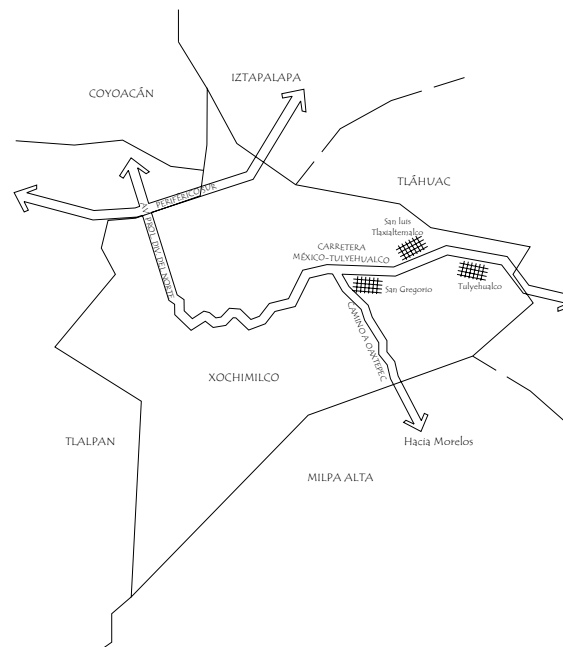 IZTAPALAPA
COYOACÁN
TLÁHUAC
PERIFÉRICO SUR
AV. PROL. DIV. DEL NORTE
San luis
Tlaxialtemalco
CARRETERA
MÉXICO-TULYEHUALCO
San Gregorio
Tulyehualco
CAMINO A OAXTEPEC
XOCHIMILCO
TLALPAN
Hacia Morelos
MILPA ALTA